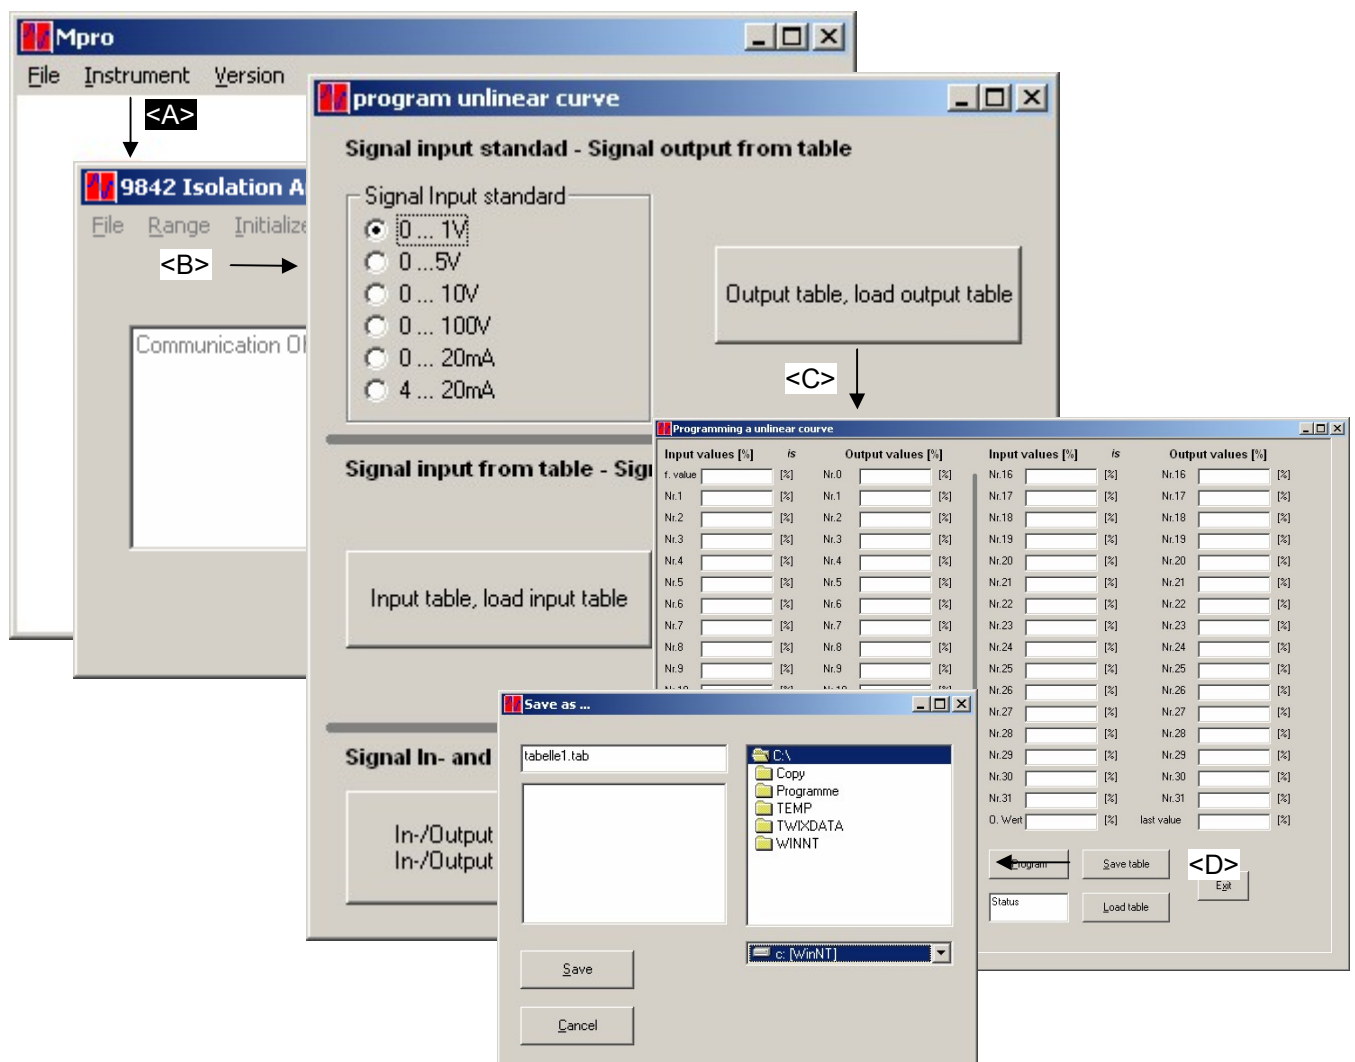 Mpro
File Instrument Version
<A>
9842 Isolation A
File Range Initialize
<B>
Communication O
program unlinear curve
Signal input standad - Signal output from table
Signal Input standard
0 ... 1V
0 ...5V
0 ... 10V
0 ... 100V
0 ... 20mA
4 ... 20mA
Output table, load output table
<C>
Signal input from table - Sig
Input table, load input table
Signal In- and
In-/Output
In-/Output
Programming a unlinear courve
Input values [%] is Output values [%] Input values [%] is Output values [%]
f. value [%] Nr.0 [%] Nr.16 [%] Nr.16 [%]
Nr.1 [%] Nr.1 [%] Nr.17 [%] Nr.17 [%]
Nr.2 [%] Nr.2 [%] Nr.18 [%] Nr.18 [%]
Nr.3 [%] Nr.3 [%] Nr.19 [%] Nr.19 [%]
Nr.4 [%] Nr.4 [%] Nr.20 [%] Nr.20 [%]
Nr.5 [%] Nr.5 [%] Nr.21 [%] Nr.21 [%]
Nr.6 [%] Nr.6 [%] Nr.22 [%] Nr.22 [%]
Nr.7 [%] Nr.7 [%] Nr.23 [%] Nr.23 [%]
Nr.8 [%] Nr.8 [%] Nr.24 [%] Nr.24 [%]
Nr.9 [%] Nr.9 [%] Nr.25 [%] Nr.25 [%]
Nr.10 [%] Nr.10 [%] Nr.26 [%] Nr.26 [%]
Nr.27 [%] Nr.27 [%]
Nr.28 [%] Nr.28 [%]
Nr.29 [%] Nr.29 [%]
Nr.30 [%] Nr.30 [%]
Nr.31 [%] Nr.31 [%]
O. Wert [%] last value [%]
Program Save table <D>
Exit
Status Load table
Save as ...
tabelle1.tab
C:\
Copy
Programme
TEMP
TWIXDATA
WINNT
c: [WinNT]
Save
Cancel